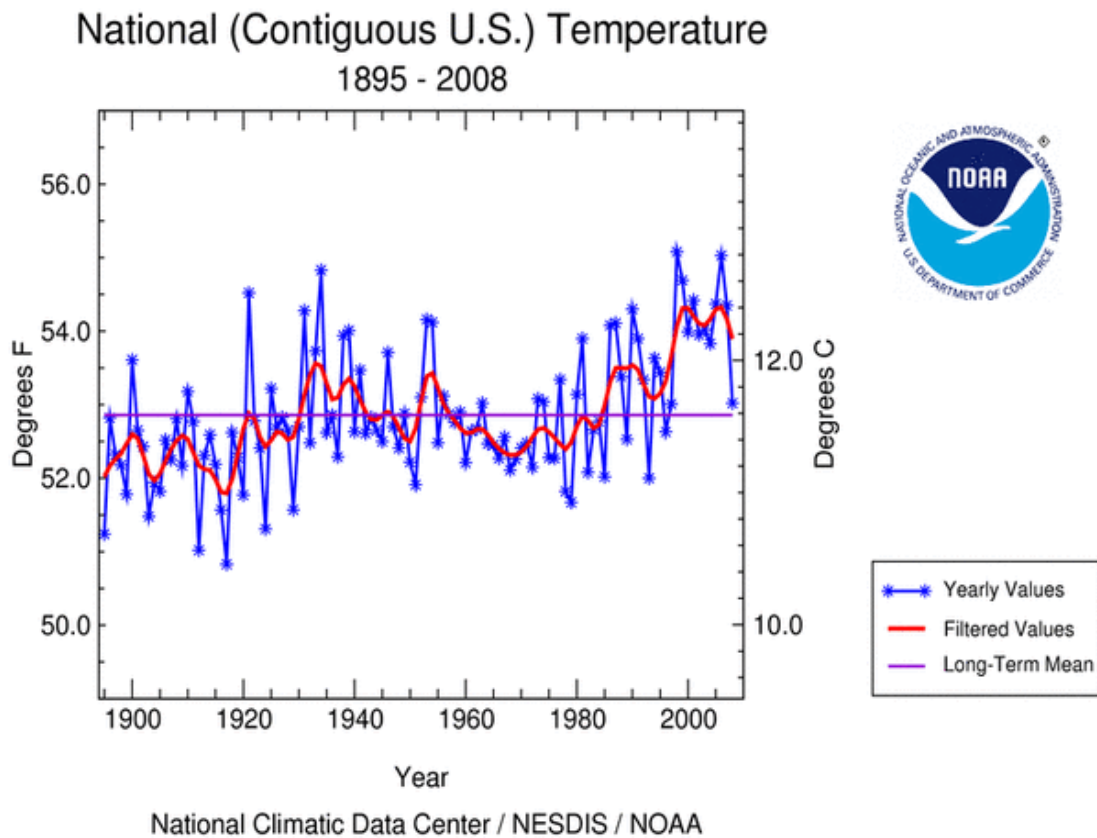 National (Contiguous U.S.) Temperature
1895 - 2008
56.0
54.0
52.0
50.0
Degrees F
12.0
10.0
Degrees C
1900
1920
1940
1960
1980
2000
Year
National Climatic Data Center / NESDIS / NOAA
NATIONAL OCEANIC AND ATMOSPHERIC ADMINISTRATION
NOAA
U.S. DEPARTMENT OF COMMERCE
Yearly Values
Filtered Values
Long-Term Mean